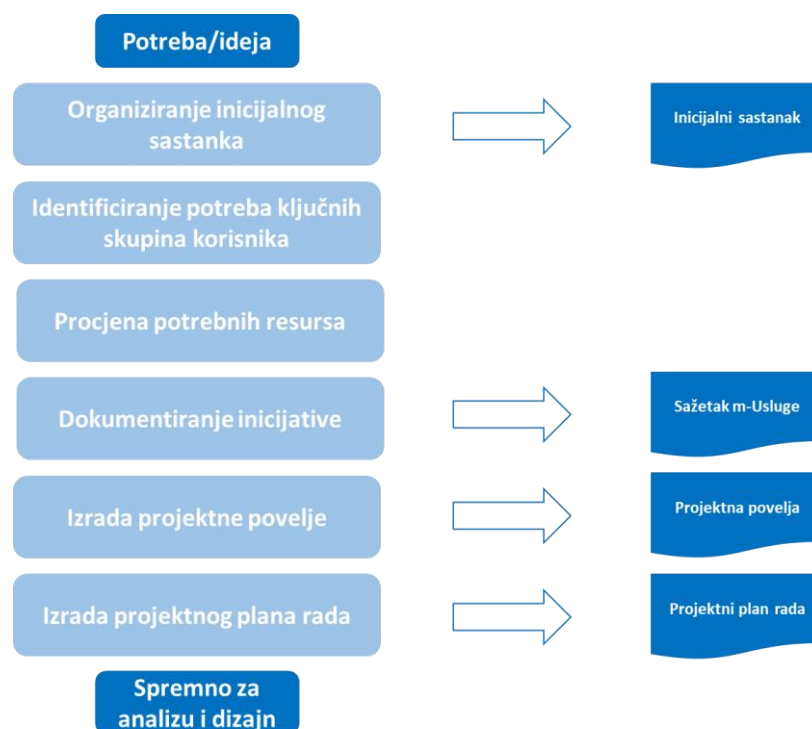 Potreba/ideja
Organiziranje inicijalnog
sastanka
Inicijalni sastanak
Identificiranje potreba ključnih
skupina korisnika
Procjena potrebnih resursa
Dokumentiranje inicijative
Sažetak m-Usluge
Izrada projektne povelje
Projektna povelja
Izrada projektnog plana rada
Projektni plan rada
Spremno za
analizu i dizajn